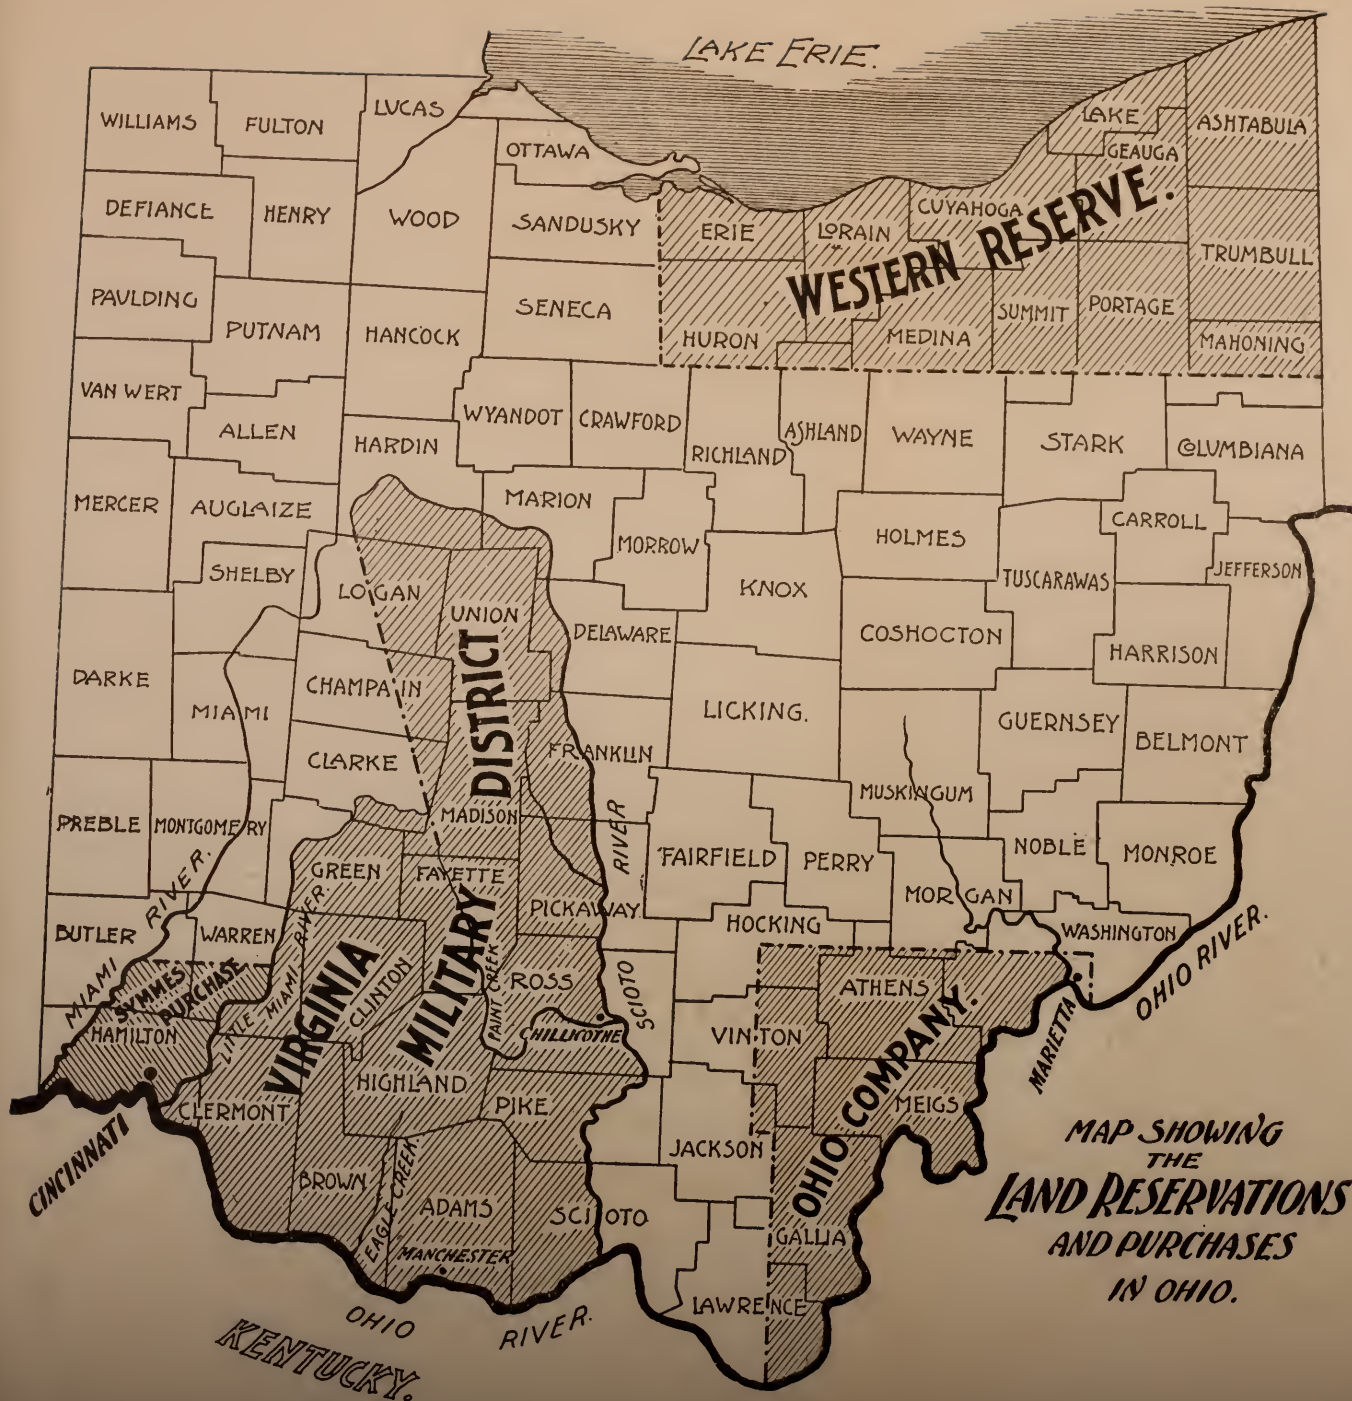 LAKE ERIE.
WILLIAMS
FULTON
LUCAS
OTTAWA
LAKE
ASHTABULA
GEAUGA
DEFIANCE
HENRY
WOOD
SANDUSKY
ERIE
LORAIN
CUYAHOGA
WESTERN RESERVE.
TRUMBULL
PAULDING
PUTNAM
HANCOCK
SENECA
HURON
MEDINA
SUMMIT
PORTAGE
MAHONING
VAN WERT
ALLEN
HARDIN
WYANDOT
CRAWFORD
RICHLAND
ASHLAND
WAYNE
STARK
COLUMBIANA
MERCER
AUGLAIZE
MARION
MORROW
HOLMES
CARROLL
SHELBY
LOGAN
UNION
DELAWARE
KNOX
COSHOCTON
TUSCARAWAS
JEFFERSON
HARRISON
DARKE
MIAMI
CHAMPAIN
CLARKE
FRANKLIN
LICKING.
MUSKINGUM
GUERNSEY
BELMONT
PREBLE
MONTGOMERY
GREEN
MADISON
FAYETTE
PICKAWAY
FAIRFIELD
PERRY
MORGAN
NOBLE
MONROE
BUTLER
WARREN
CLINTON
ROSS
HOCKING
WASHINGTON
VIRGINIA
MILITARY
DISTRICT
MIAMI RIVER.
SYMMES
PURCHASE
LITTLE MIAMI RIVER
PAINT CREEK
CHILLICOTHE
SCIOTO RIVER
HAMILTON
CLERMONT
HIGHLAND
PIKE
VINTON
ATHENS
OHIO COMPANY.
MEIGS
MARIETTA
OHIO RIVER.
CINCINNATI
BROWN
EAGLE CREEK.
ADAMS
MANCHESTER
SCIOTO
JACKSON
GALLIA
LAWRENCE
OHIO RIVER.
KENTUCKY.
MAP SHOWING
THE
LAND RESERVATIONS
AND PURCHASES
IN OHIO.